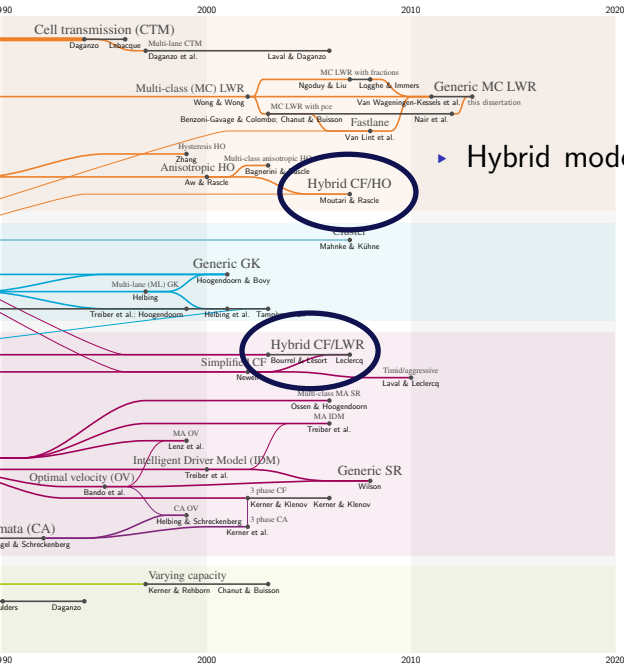 990 2000 2010 2020
Cell transmission (CTM)
Daganzo Lebacque
Multi-lane CTM
Daganzo et al. Laval & Daganzo
MC LWR with fractions
Ngoduy & Liu Logghe & Immers
Multi-class (MC) LWR
Wong & Wong
Generic MC LWR
Van Wageningen-Kessels et al. this dissertation
MC LWR with pce
Benzoni-Gavage & Colombo; Chanut & Buisson Nair et al.
Fastlane
Van Lint et al.
Hysteresis HO
Zhang
Multi-class anisotropic HO
Bagnerini & Rascle
Anisotropic HO
Aw & Rascle
Hybrid CF/HO
Moutari & Rascle
Hybrid mod
Cluster
Mahnke & Kühne
Generic GK
Hoogendoorn & Bovy
Multi-lane (ML) GK
Helbing
Treiber et al.; Hoogendoorn Helbing et al.
Hybrid CF/LWR
Bourrel & Lesort Leclercq
Simplified CF
Newell
Timid/aggressive
Laval & Leclercq
Multi-class MA SR
Ossen & Hoogendoorn
MA IDM
Treiber et al.
MA OV
Lenz et al.
Intelligent Driver Model (IDM)
Treiber et al.
Generic SR
Wilson
Optimal velocity (OV)
Bando et al.
3 phase CF
Kerner & Klenov Kerner & Klenov
CA OV
Helbing & Schreckenberg
3 phase CA
Kerner et al.
mata (CA)
gel & Schreckenberg
Varying capacity
Kerner & Rehborn Chanut & Buisson
ulders Daganzo
990 2000 2010 2020